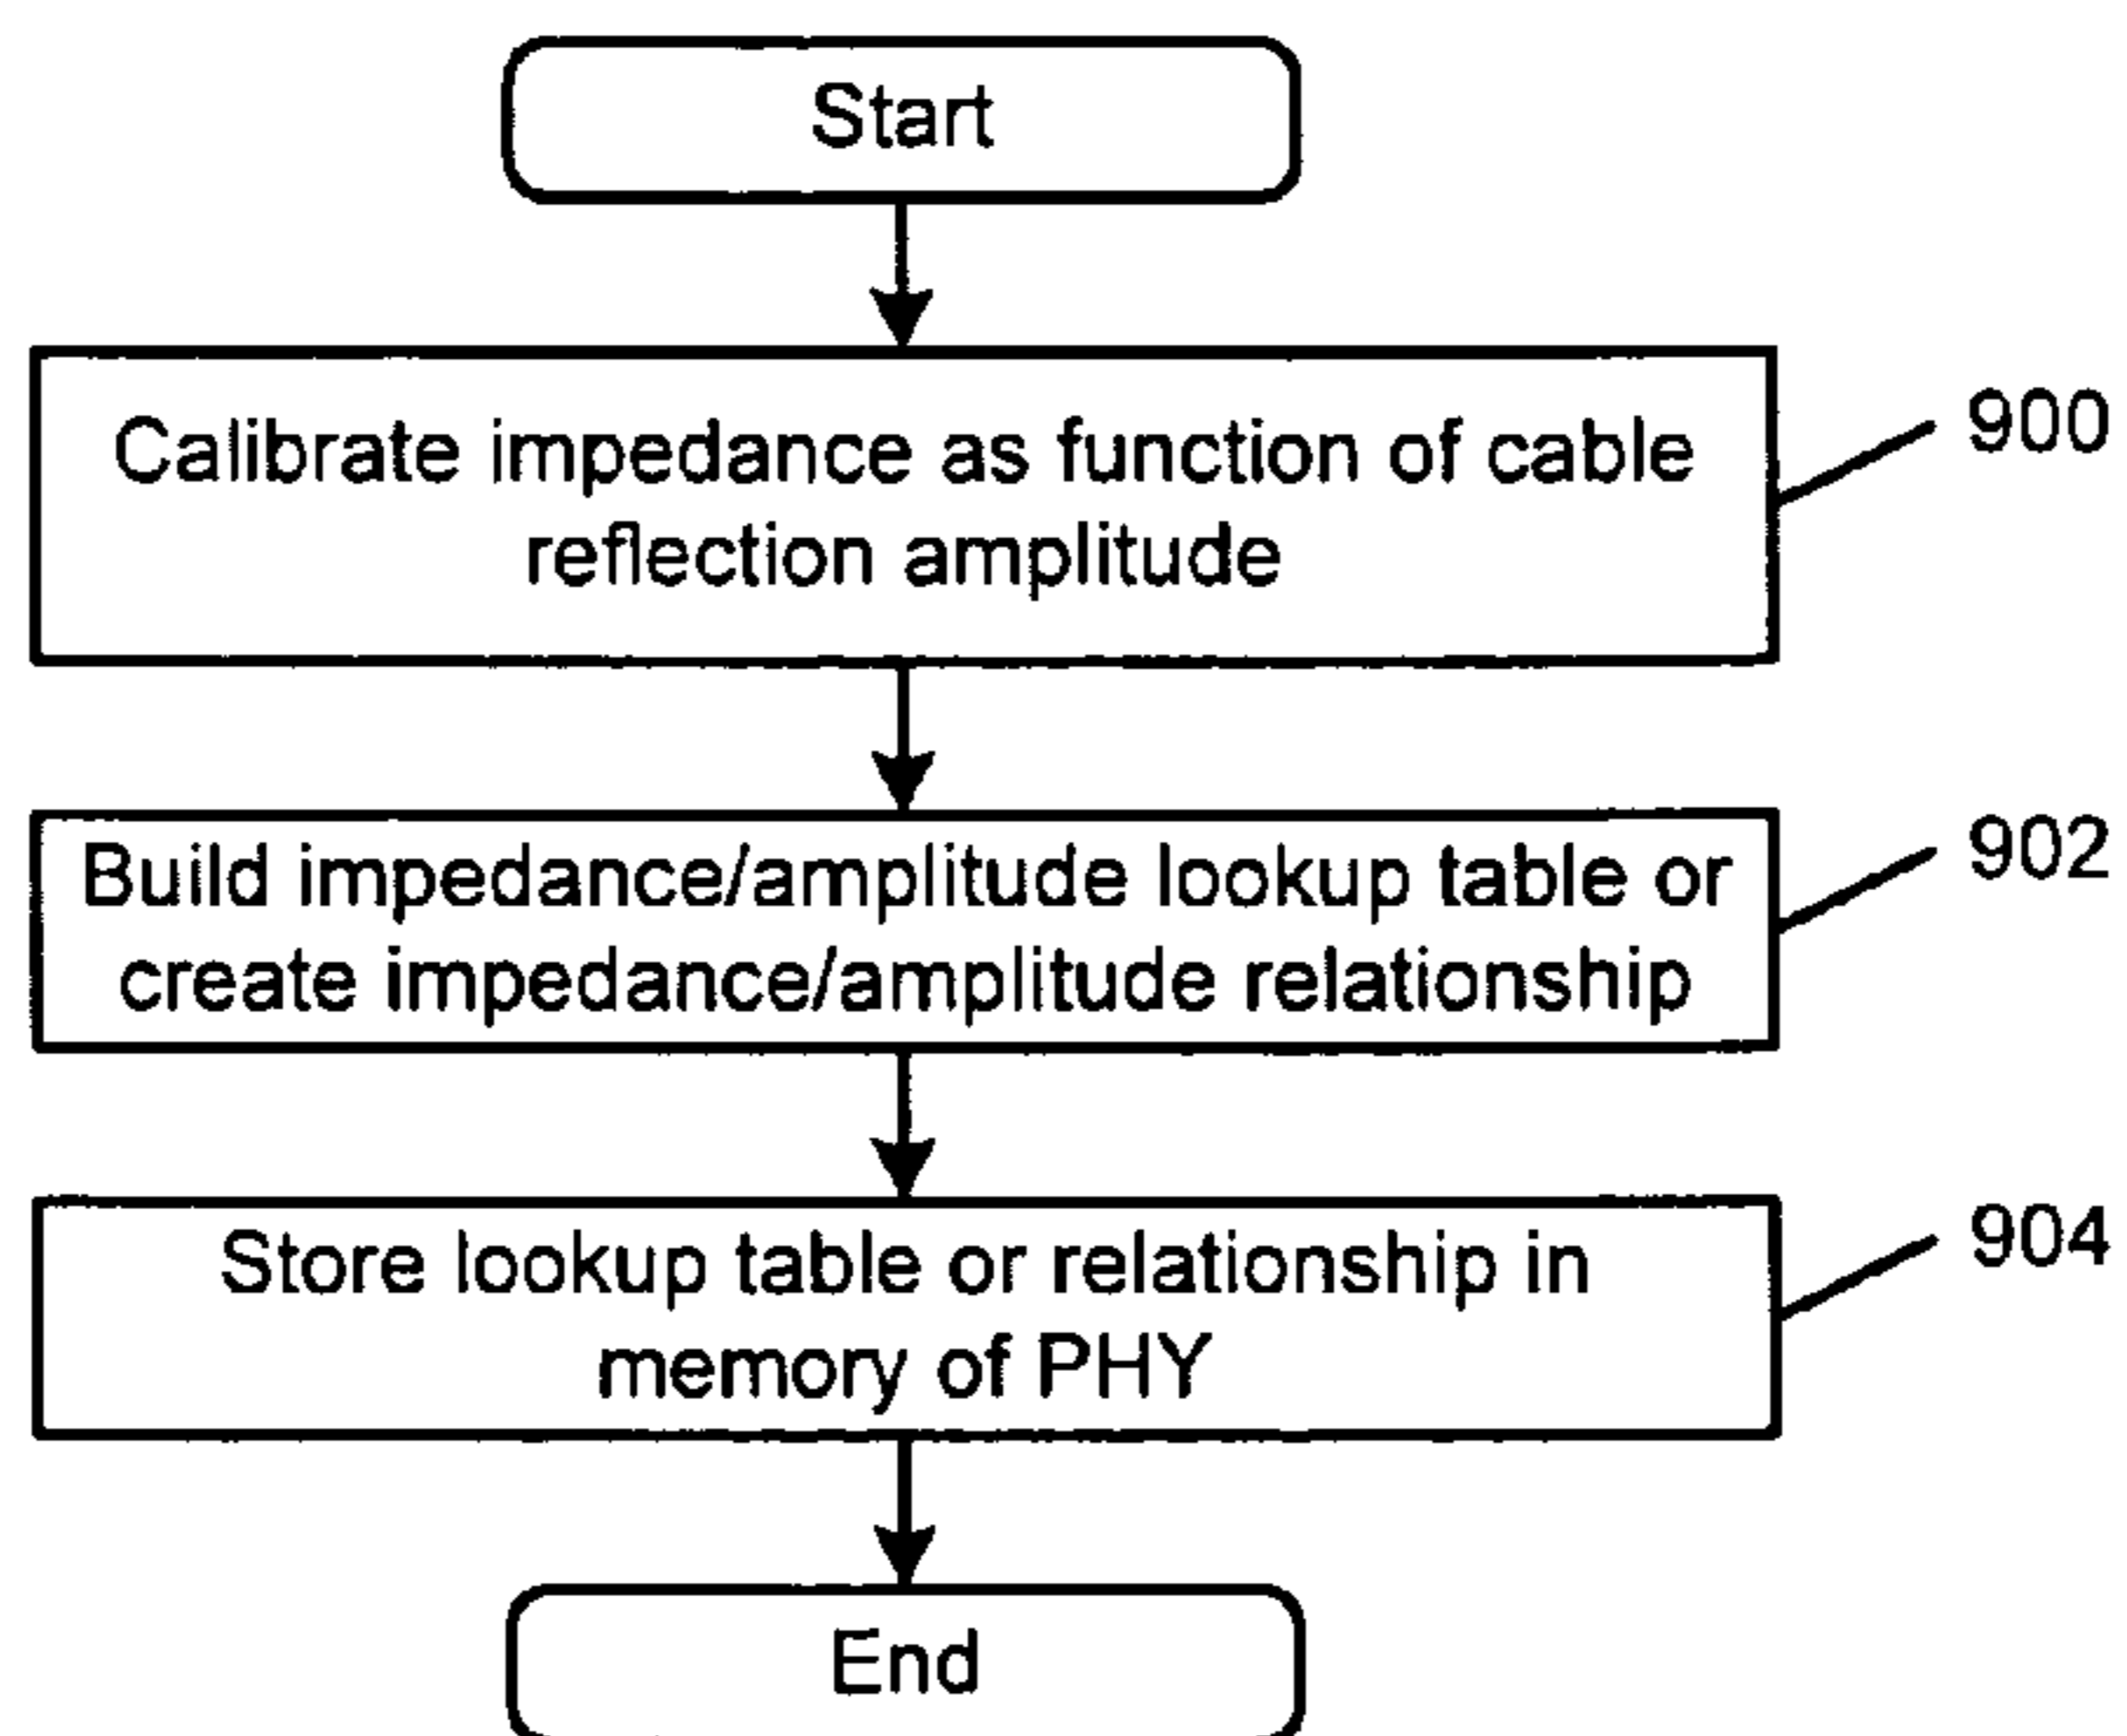 Start
Calibrate impedance as function of cable
reflection amplitude
900
Build impedance/amplitude lookup table or
create impedance/amplitude relationship
902
Store lookup table or relationship in
memory of PHY
904
End